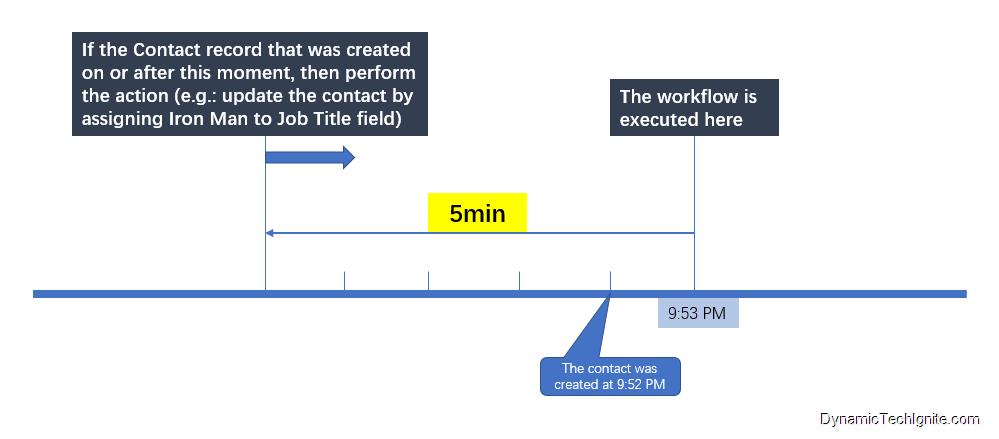 If the Contact record that was created
on or after this moment, then perform
the action (e.g.: update the contact by
assigning Iron Man to Job Title field)
The workflow is
executed here
5min
9:53 PM
The contact was
created at 9:52 PM
DynamicTechIgnite.com